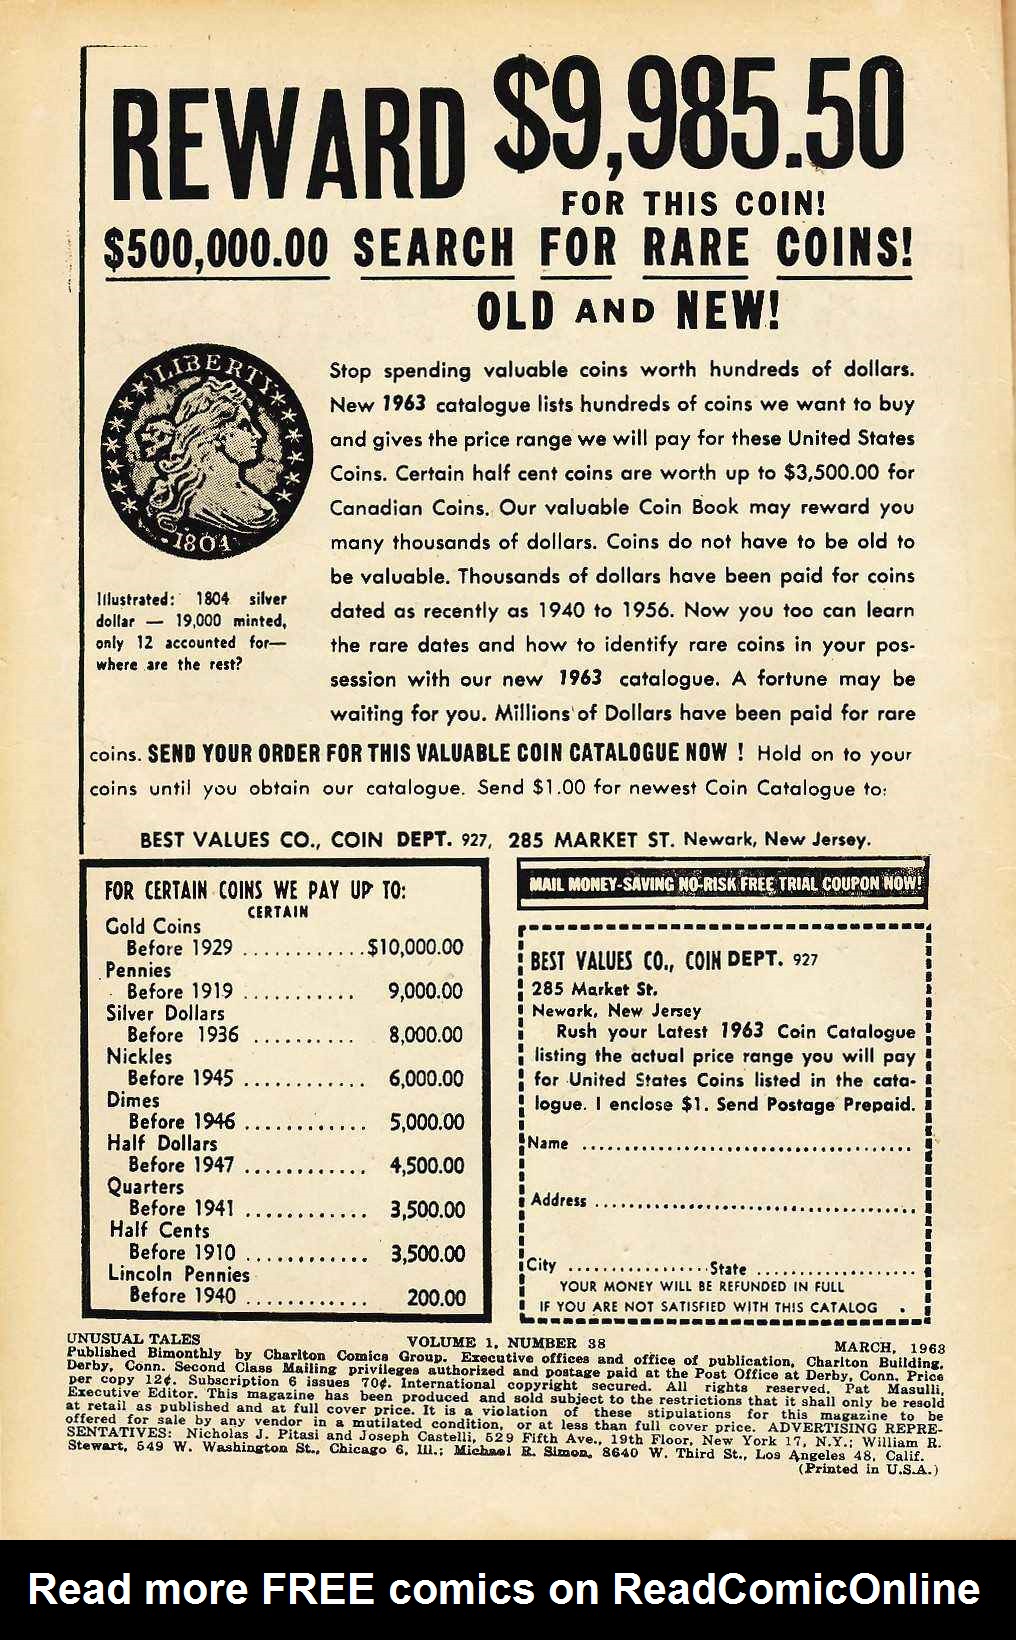 REWARD $9,985.50
FOR THIS COIN!
$500,000.00 SEARCH FOR RARE COINS!
OLD AND NEW!
LIBERTY
1804
Illustrated: 1804 silver
dollar — 19,000 minted,
only 12 accounted for—
where are the rest?
Stop spending valuable coins worth hundreds of dollars.
New 1963 catalogue lists hundreds of coins we want to buy
and gives the price range we will pay for these United States
Coins. Certain half cent coins are worth up to $3,500.00 for
Canadian Coins. Our valuable Coin Book may reward you
many thousands of dollars. Coins do not have to be old to
be valuable. Thousands of dollars have been paid for coins
dated as recently as 1940 to 1956. Now you too can learn
the rare dates and how to identify rare coins in your pos-
session with our new 1963 catalogue. A fortune may be
waiting for you. Millions of Dollars have been paid for rare
coins. SEND YOUR ORDER FOR THIS VALUABLE COIN CATALOGUE NOW ! Hold on to your
coins until you obtain our catalogue. Send $1.00 for newest Coin Catalogue to:
BEST VALUES CO., COIN DEPT. 927, 285 MARKET ST. Newark, New Jersey.
FOR CERTAIN COINS WE PAY UP TO:
CERTAIN
Gold Coins
Before 1929 ............$10,000.00
Pennies
Before 1919 ........... 9,000.00
Silver Dollars
Before 1936 .......... 8,000.00
Nickles
Before 1945 ............ 6,000.00
Dimes
Before 1946 ............ 5,000.00
Half Dollars
Before 1947 ............ 4,500.00
Quarters
Before 1941 ............ 3,500.00
Half Cents
Before 1910 ............ 3,500.00
Lincoln Pennies
Before 1940 ............ 200.00
MAIL MONEY-SAVING NO-RISK FREE TRIAL COUPON NOW!
BEST VALUES CO., COIN DEPT. 927
285 Market St.
Newark, New Jersey
Rush your Latest 1963 Coin Catalogue
listing the actual price range you will pay
for United States Coins listed in the cata-
logue. I enclose $1. Send Postage Prepaid.
Name ......................................
Address ......................................
City .................State ...................
YOUR MONEY WILL BE REFUNDED IN FULL
IF YOU ARE NOT SATISFIED WITH THIS CATALOG .
UNUSUAL TALES VOLUME 1, NUMBER 38 MARCH, 1963
Published Bimonthly by Charlton Comics Group. Executive offices and office of publication, Charlton Building,
Derby, Conn. Second Class Mailing privileges authorized and postage paid at the Post Office at Derby, Conn. Price
per copy 12¢. Subscription 6 issues 70¢. International copyright secured. All rights reserved. Pat Masulli,
Executive Editor. This magazine has been produced and sold subject to the restrictions that it shall only be resold
at retail as published and at full cover price. It is a violation of these stipulations for this magazine to be
offered for sale by any vendor in a mutilated condition, or at less than full cover price. ADVERTISING REPRE-
SENTATIVES: Nicholas J. Pitasi and Joseph Castelli, 529 Fifth Ave., 19th Floor, New York 17, N.Y.; William R.
Stewart, 549 W. Washington St., Chicago 6, Ill.; Michael R. Simon, 8640 W. Third St., Los Angeles 48, Calif.
(Printed in U.S.A.)
Read more FREE comics on ReadComicOnline